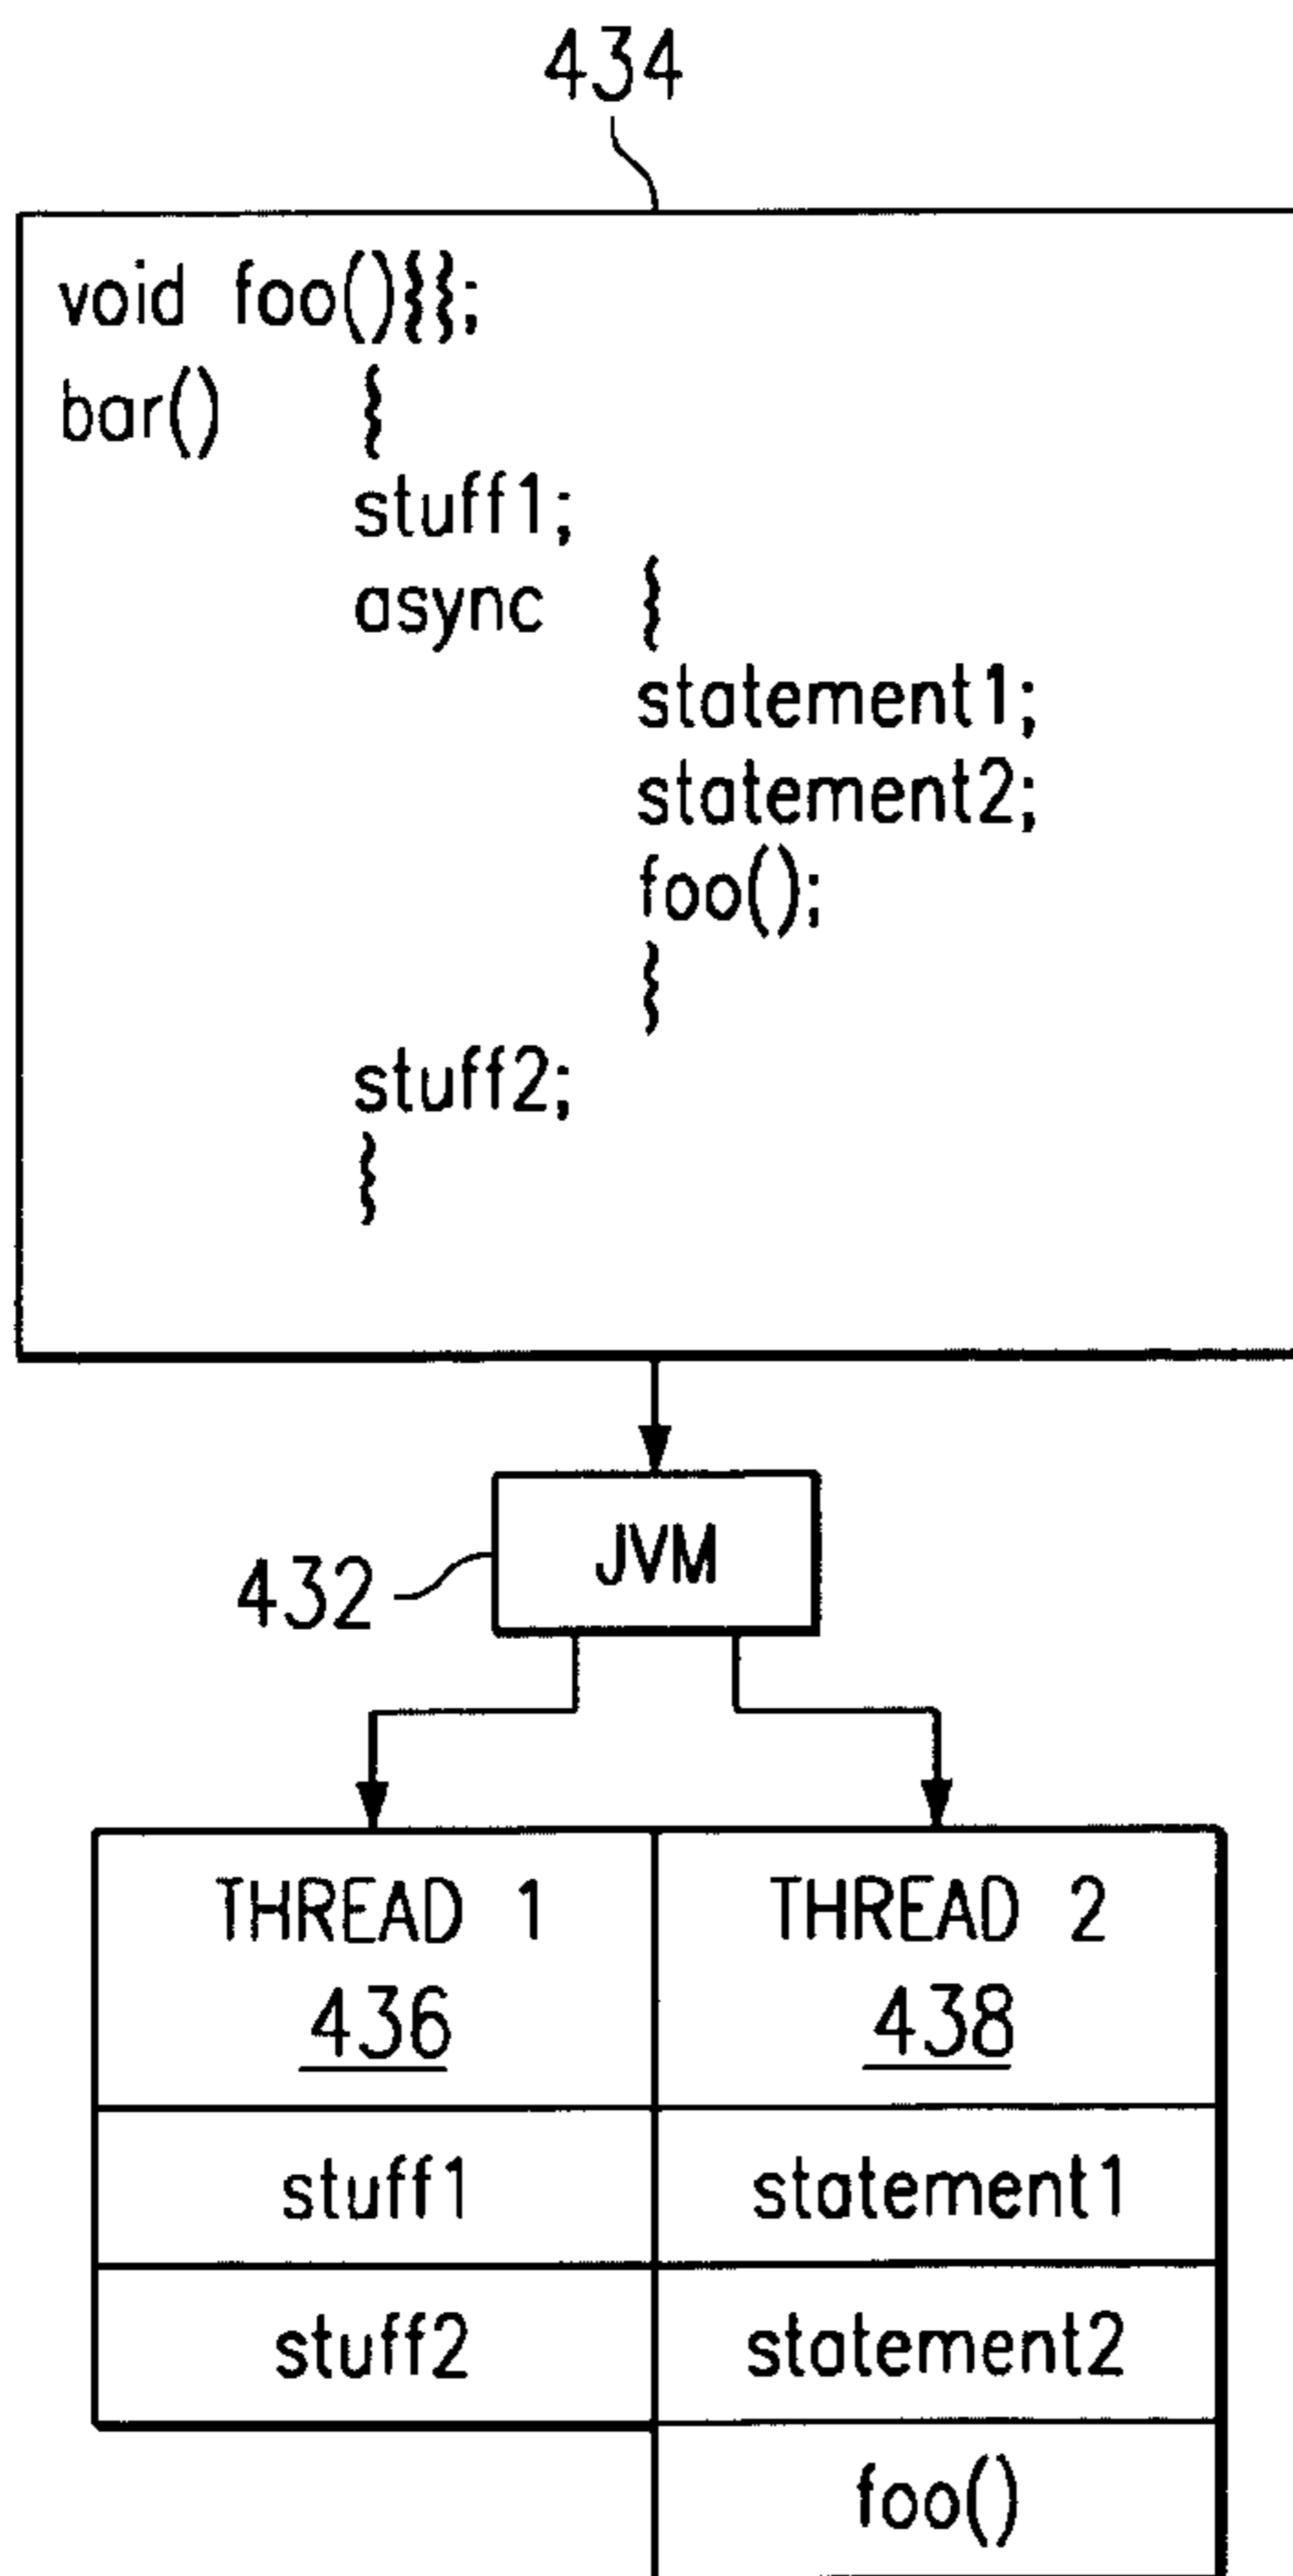 434
void foo(){};
bar() {
stuff1;
async {
statement1;
statement2;
foo();
}
stuff2;
}
JVM
432
THREAD 1 THREAD 2
436 438
stuff1 statement1
stuff2 statement2
foo()